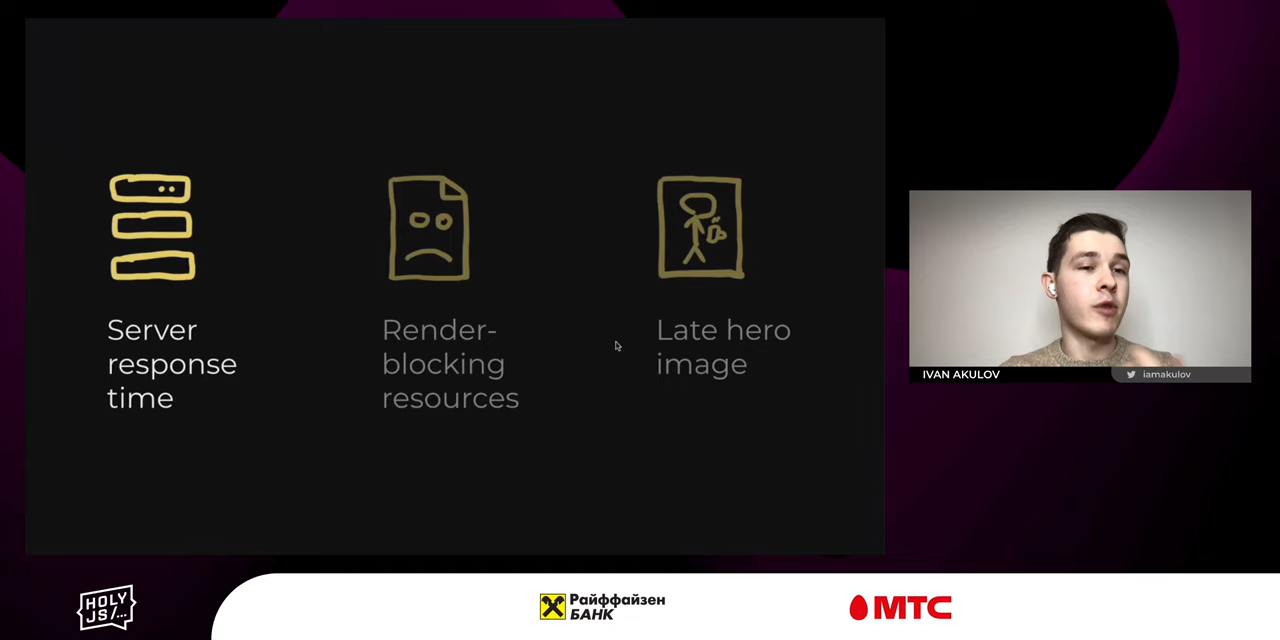 Server
response
time
Render-
blocking
resources
Late hero
image
IVAN AKULOV
iamakulov
HOLY
JS/...
Райффайзен
БАНК
МТС